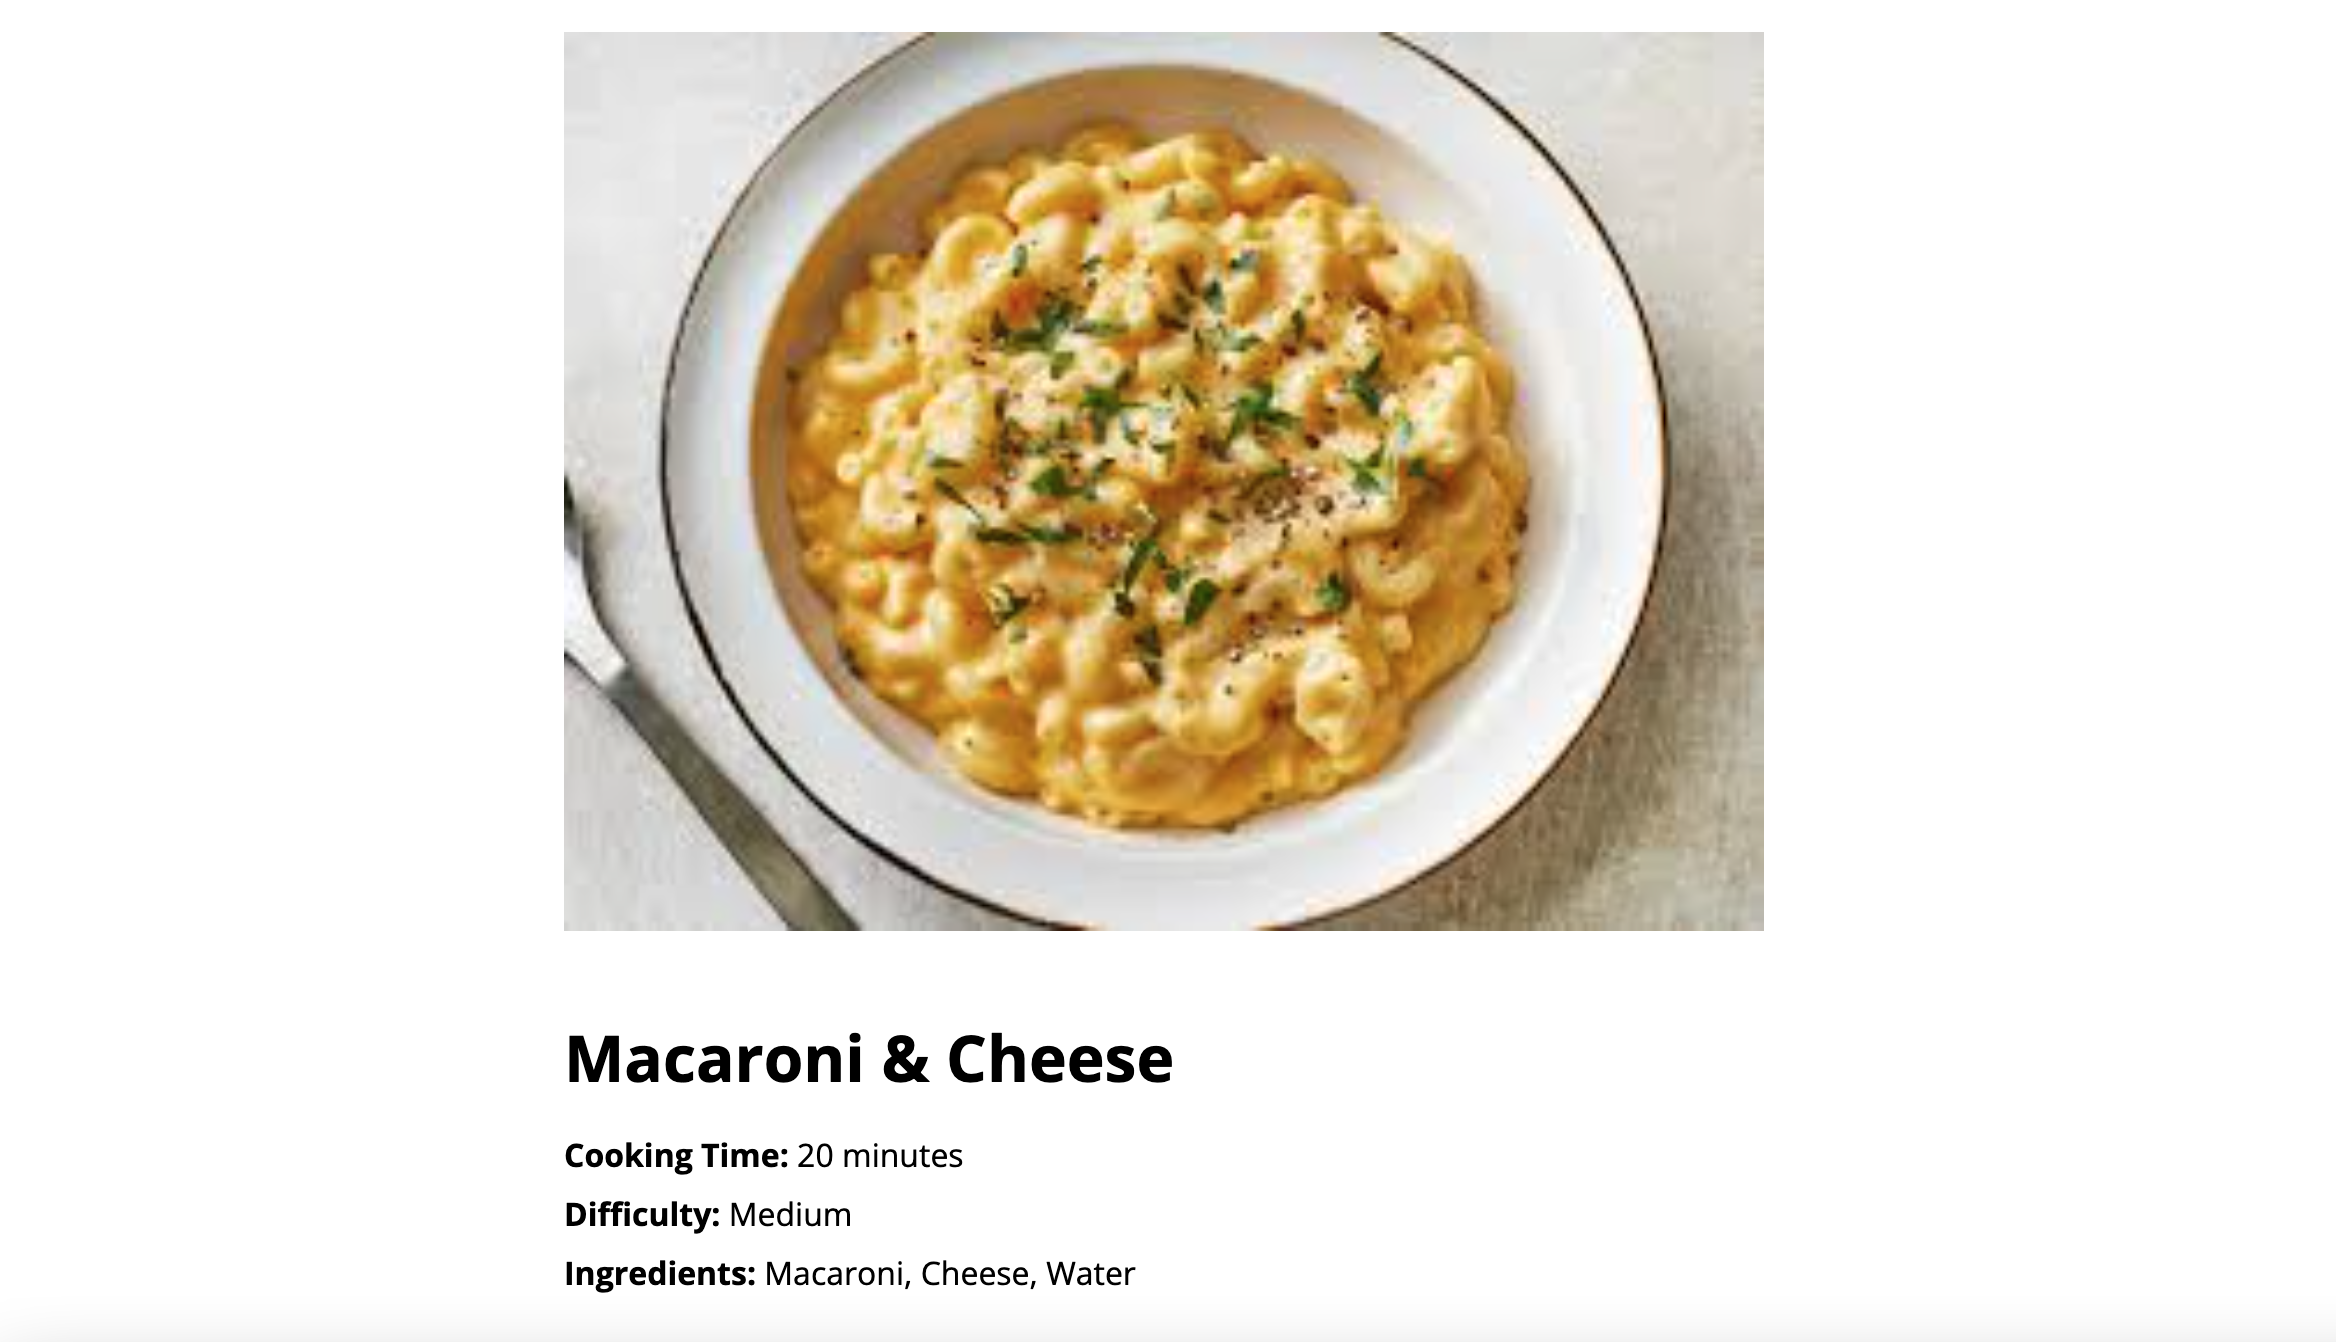 Macaroni & Cheese
Cooking Time: 20 minutes
Difficulty: Medium
Ingredients: Macaroni, Cheese, Water